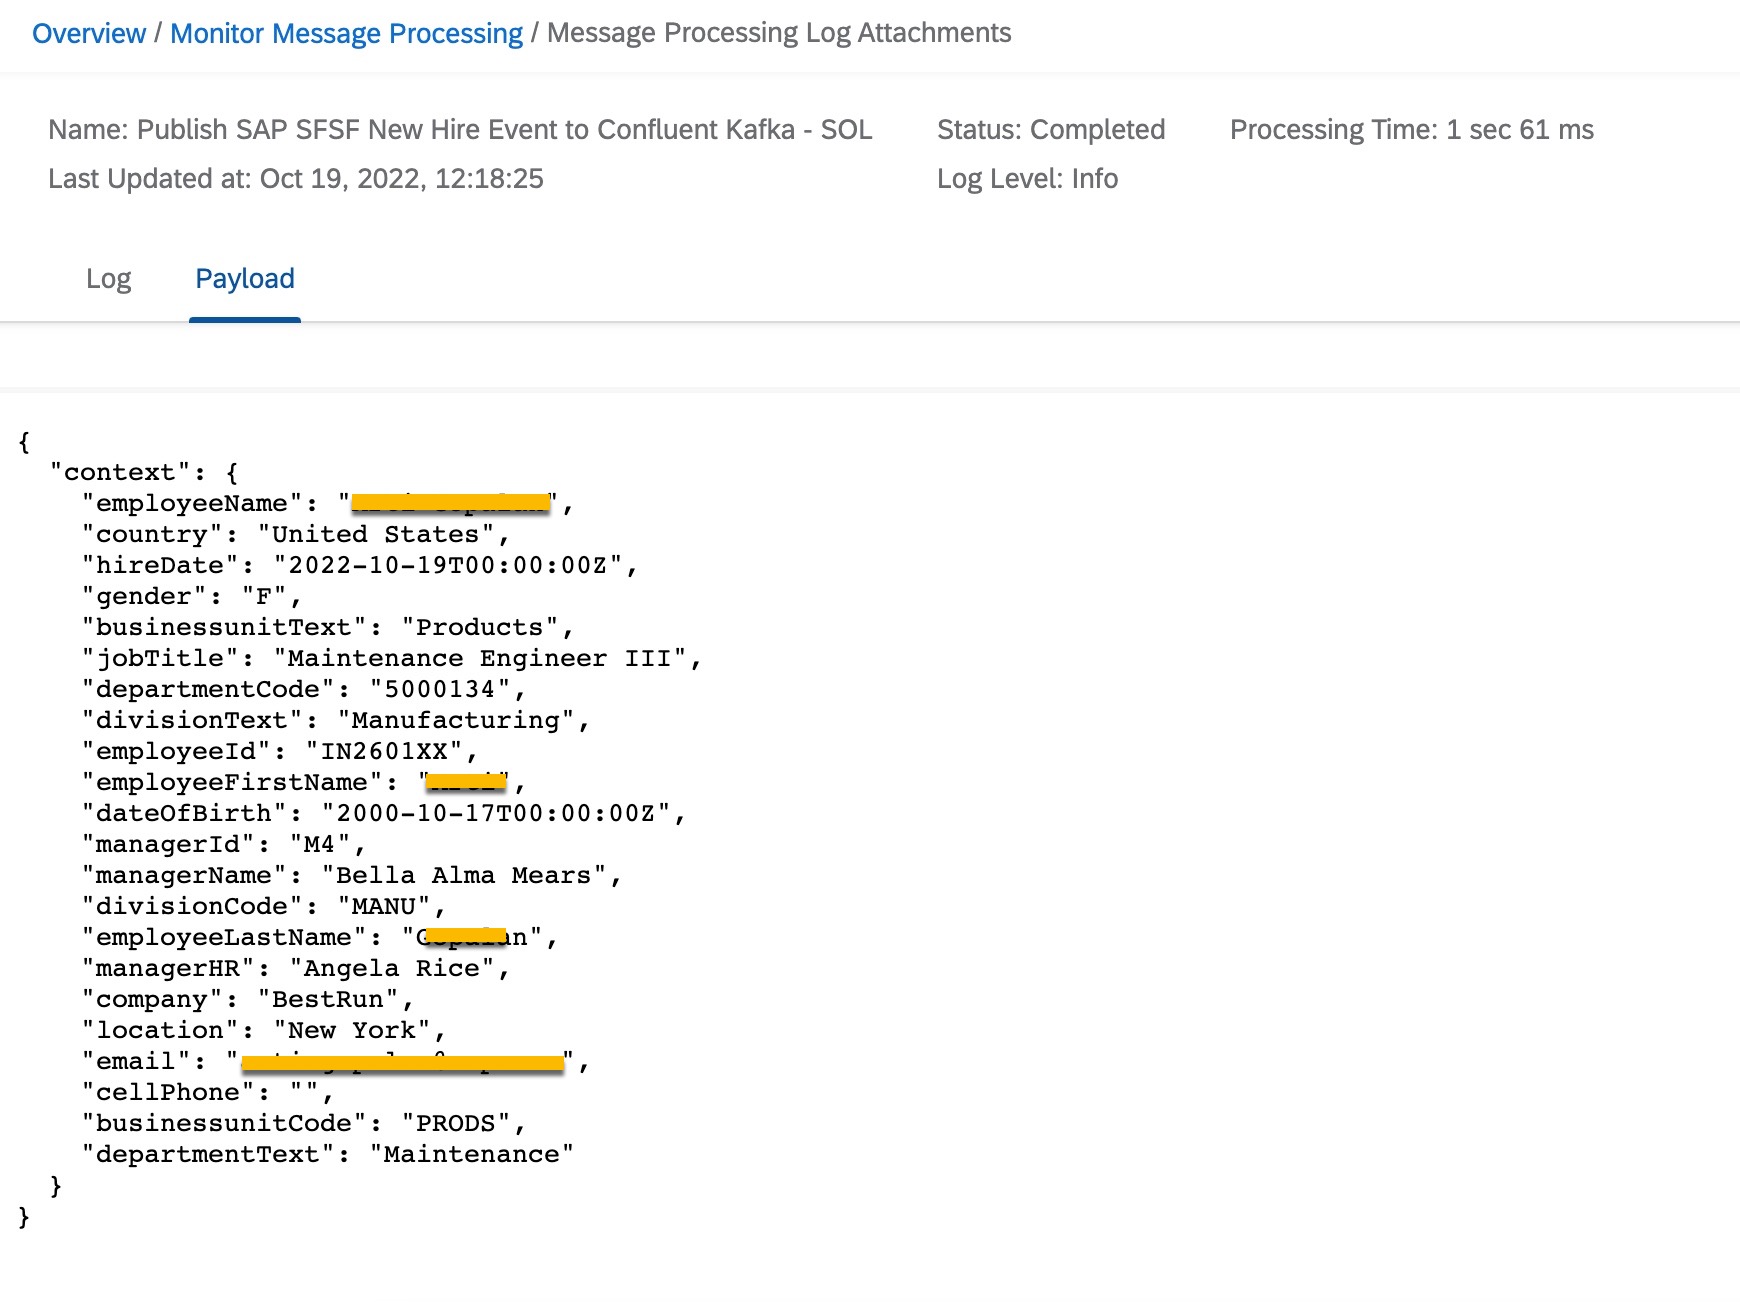 Overview / Monitor Message Processing / Message Processing Log Attachments
Name: Publish SAP SFSF New Hire Event to Confluent Kafka - SOL Status: Completed Processing Time: 1 sec 61 ms
Last Updated at: Oct 19, 2022, 12:18:25 Log Level: Info
Log Payload
{
"context": {
"employeeName": "",
"country": "United States",
"hireDate": "2022-10-19T00:00:00Z",
"gender": "F",
"businessunitText": "Products",
"jobTitle": "Maintenance Engineer III",
"departmentCode": "5000134",
"divisionText": "Manufacturing",
"employeeId": "IN2601XX",
"employeeFirstName": "",
"dateOfBirth": "2000-10-17T00:00:00Z",
"managerId": "M4",
"managerName": "Bella Alma Mears",
"divisionCode": "MANU",
"employeeLastName": "",
"managerHR": "Angela Rice",
"company": "BestRun",
"location": "New York",
"email": "",
"cellPhone": "",
"businessunitCode": "PRODS",
"departmentText": "Maintenance"
}
}